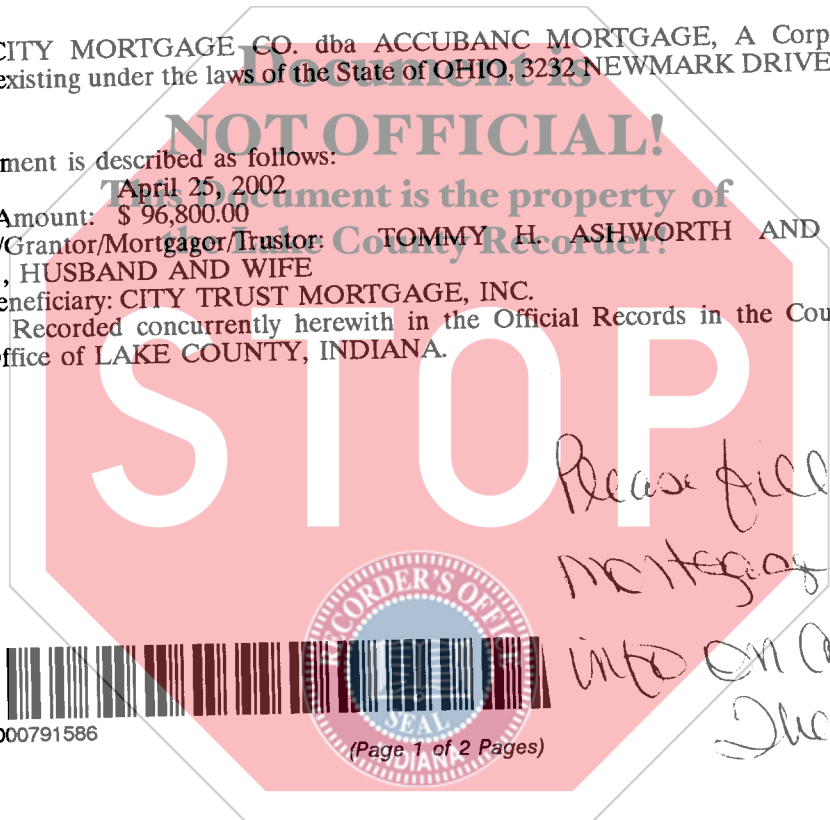 CITY MORTGAGE CO. dba ACCUBANC MORTGAGE, A Corp
existing under the laws of the State of OHIO, 3232 NEWMARK DRIVE
Document is
NOT OFFICIAL!
This Document is the property of
the Lake County Recorder!
ment is described as follows:
April 25, 2002
Amount: $ 96,800.00
/Grantor/Mortgagor/Trustor: TOMMY H. ASHWORTH AND
, HUSBAND AND WIFE
eneficiary: CITY TRUST MORTGAGE, INC.
Recorded concurrently herewith in the Official Records in the Cou
ffice of LAKE COUNTY, INDIANA.
STOP
Please fill
mortgag
info on
RECORDER'S OFFICE
SEAL
INDIANA
000791586
(Page 1 of 2 Pages)